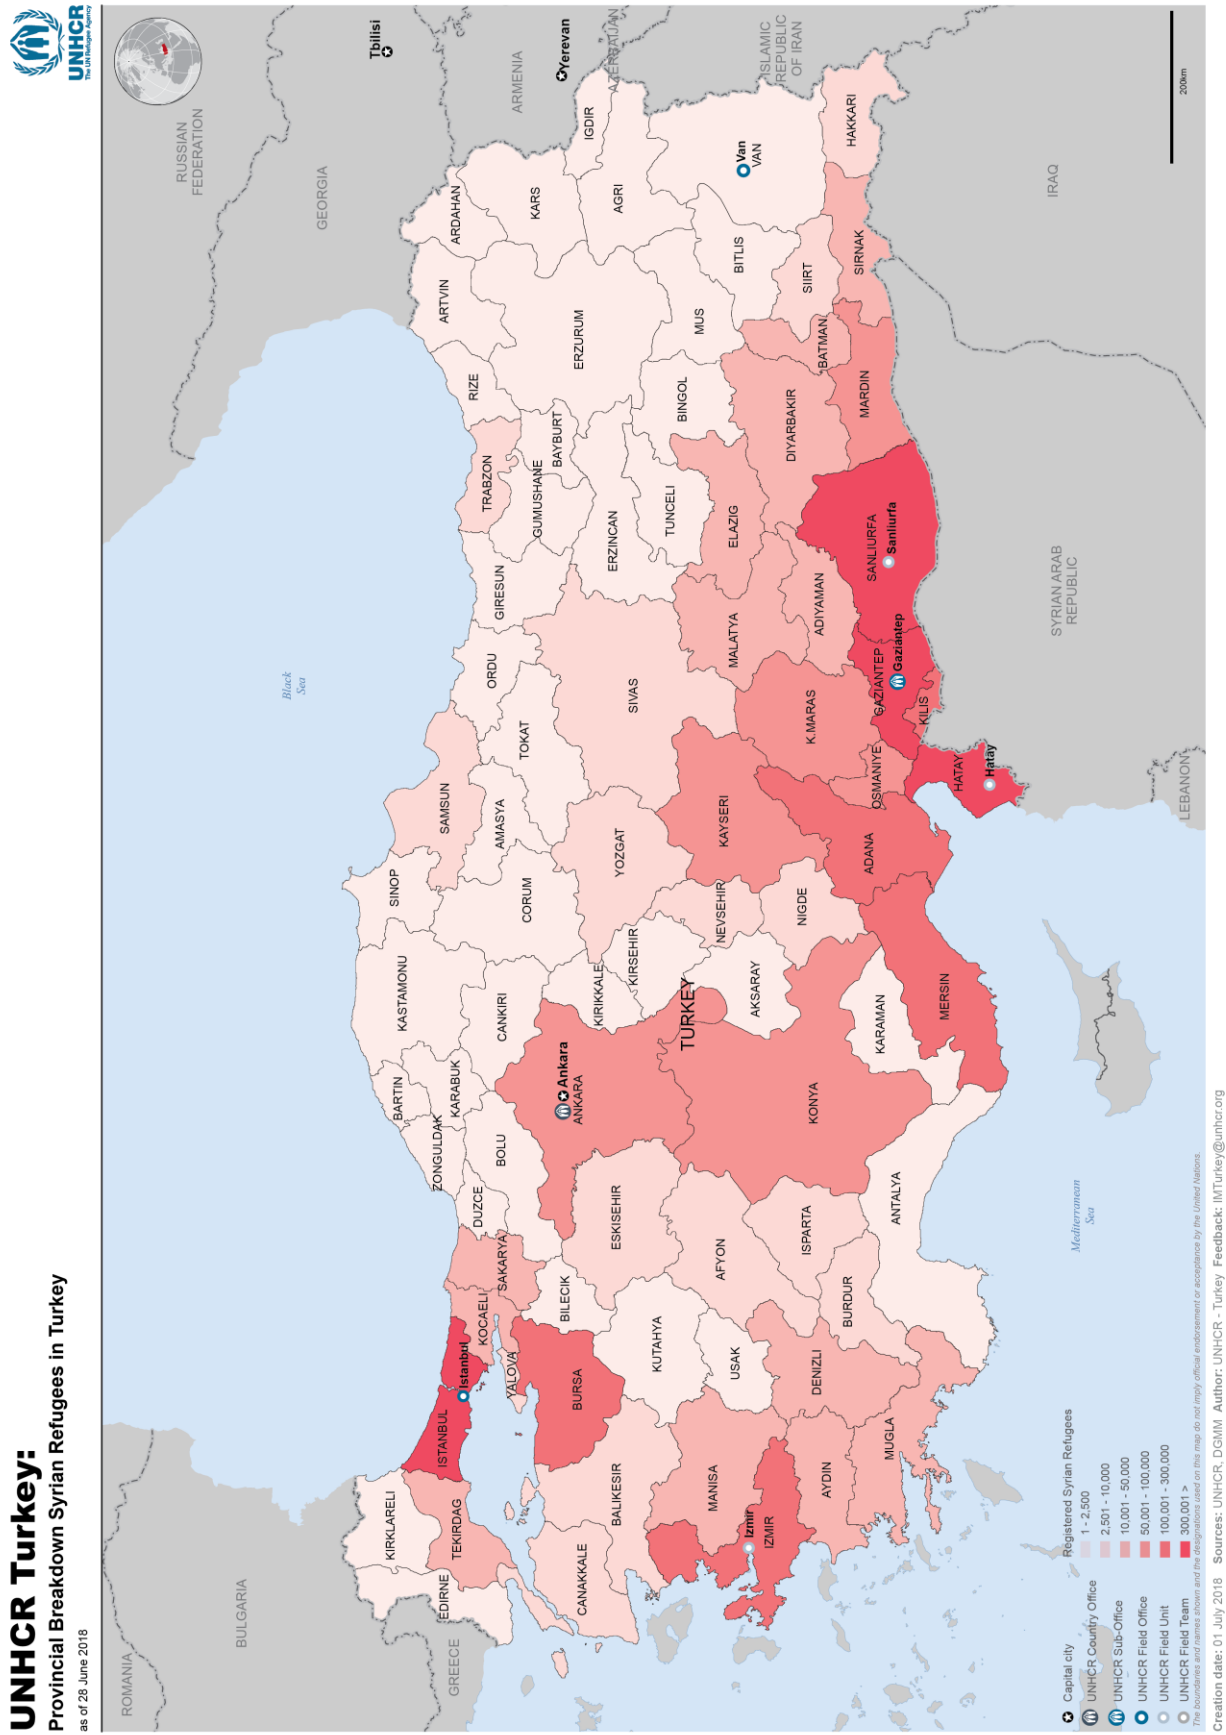 UNHCR Turkey:
Provincial Breakdown Syrian Refugees in Turkey
as of 28 June 2018
UNHCR
The UN Refugee Agency
ROMANIA
BULGARIA
GREECE
RUSSIAN
FEDERATION
GEORGIA
Tbilisi
ARMENIA
Yerevan
AZERBAIJAN
ISLAMIC
REPUBLIC
OF IRAN
IRAQ
SYRIAN ARAB
REPUBLIC
LEBANON
Black
Sea
Mediterranean
Sea
TURKEY
KIRKLARELI
EDIRNE
TEKIRDAG
ISTANBUL
Istanbul
KOCAELI
YALOVA
SAKARYA
DUZCE
ZONGULDAK
BARTIN
KARABUK
BOLU
KASTAMONU
CANKIRI
SINOP
SAMSUN
AMASYA
CORUM
TOKAT
ORDU
GIRESUN
TRABZON
GUMUSHANE
BAYBURT
RIZE
ARTVIN
ARDAHAN
KARS
IGDIR
AGRI
ERZURUM
ERZINCAN
TUNCELI
BINGOL
MUS
BITLIS
Van
VAN
HAKKARI
SIRNAK
SIIRT
BATMAN
MARDIN
DIYARBAKIR
ELAZIG
MALATYA
ADIYAMAN
SANLIURFA
Sanliurfa
GAZIANTEP
Gaziantep
KILIS
HATAY
Hatay
OSMANIYE
K.MARAS
SIVAS
KAYSERI
YOZGAT
NEVSEHIR
NIGDE
ADANA
MERSIN
KARAMAN
AKSARAY
KIRSEHIR
KIRIKKALE
Ankara
ANKARA
KONYA
ESKISEHIR
BILECIK
BURSA
KUTAHYA
AFYON
USAK
ISPARTA
BURDUR
ANTALYA
DENIZLI
MUGLA
AYDIN
Izmir
IZMIR
MANISA
BALIKESIR
CANAKKALE
Capital city
UNHCR Country Office
UNHCR Sub-Office
UNHCR Field Office
UNHCR Field Unit
UNHCR Field Team
Registered Syrian Refugees
1 - 2,500
2,501 - 10,000
10,001 - 50,000
50,001 - 100,000
100,001 - 300,000
300,001 >
200km
The boundaries and names shown and the designations used on this map do not imply official endorsement or acceptance by the United Nations.
reation date: 01 July 2018 Sources: UNHCR, DGMM Author: UNHCR - Turkey Feedback: IMTurkey@unhcr.org